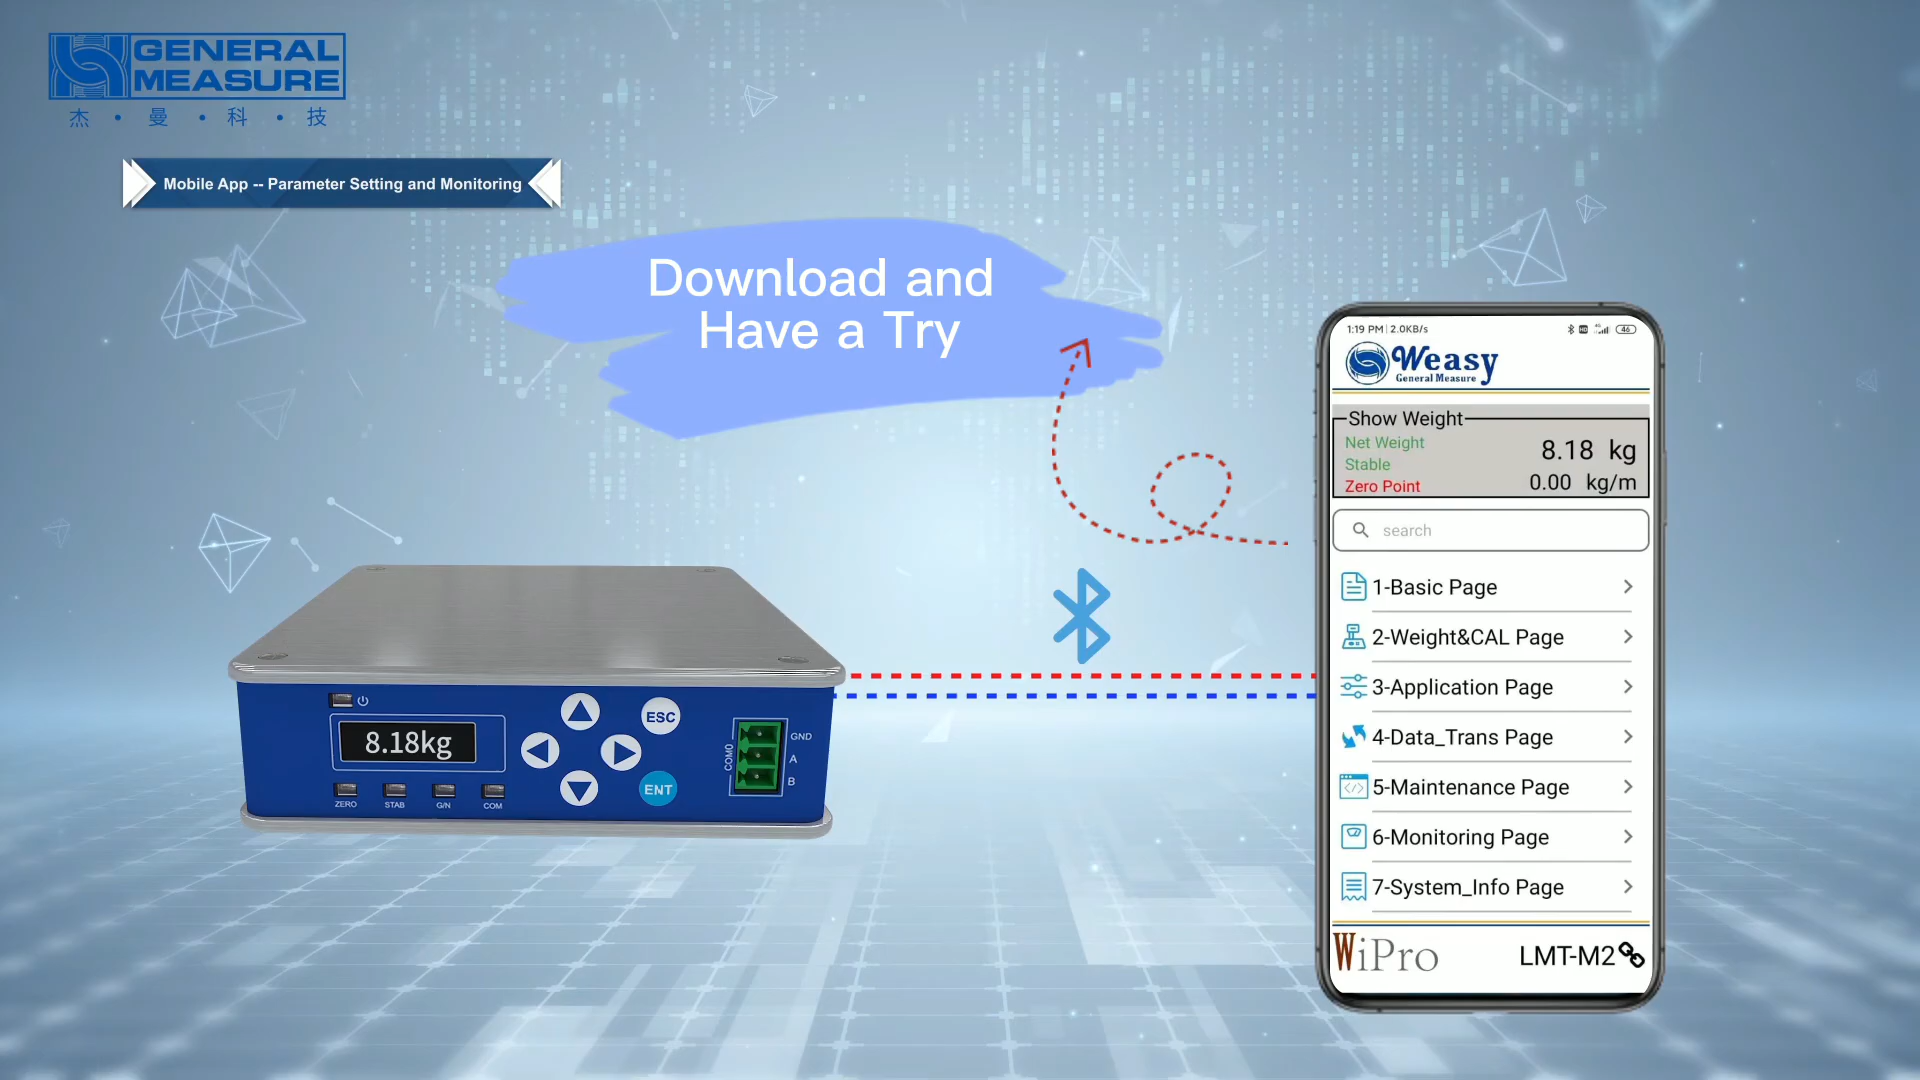 GENERAL
MEASURE
杰·曼·科·技
Mobile App -- Parameter Setting and Monitoring
Download and
Have a Try
8.18kg
ZERO STAB G/N COM
ESC
ENT
COM0
GND
A
B
1:19 PM | 2.0KB/s
46
Weasy
General Measure
Show Weight
Net Weight 8.18 kg
Stable
Zero Point 0.00 kg/m
search
1-Basic Page
2-Weight&CAL Page
3-Application Page
4-Data_Trans Page
5-Maintenance Page
6-Monitoring Page
7-System_Info Page
WiPro LMT-M2